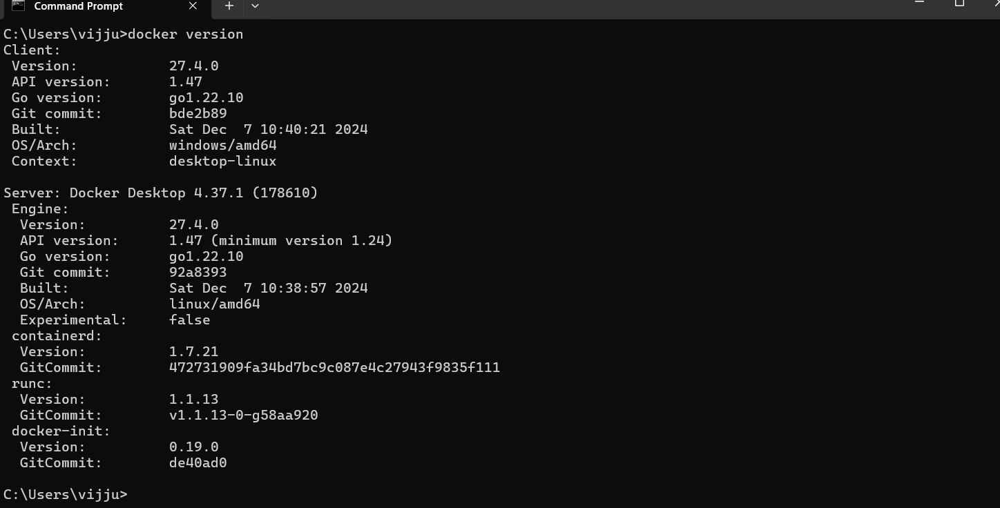 Command Prompt
C:\Users\vijju>docker version
Client:
 Version:           27.4.0
 API version:       1.47
 Go version:        go1.22.10
 Git commit:        bde2b89
 Built:             Sat Dec  7 10:40:21 2024
 OS/Arch:           windows/amd64
 Context:           desktop-linux

Server: Docker Desktop 4.37.1 (178610)
 Engine:
  Version:          27.4.0
  API version:      1.47 (minimum version 1.24)
  Go version:       go1.22.10
  Git commit:       92a8393
  Built:            Sat Dec  7 10:38:57 2024
  OS/Arch:          linux/amd64
  Experimental:     false
 containerd:
  Version:          1.7.21
  GitCommit:        472731909fa34bd7bc9c087e4c27943f9835f111
 runc:
  Version:          1.1.13
  GitCommit:        v1.1.13-0-g58aa920
 docker-init:
  Version:          0.19.0
  GitCommit:        de40ad0

C:\Users\vijju>